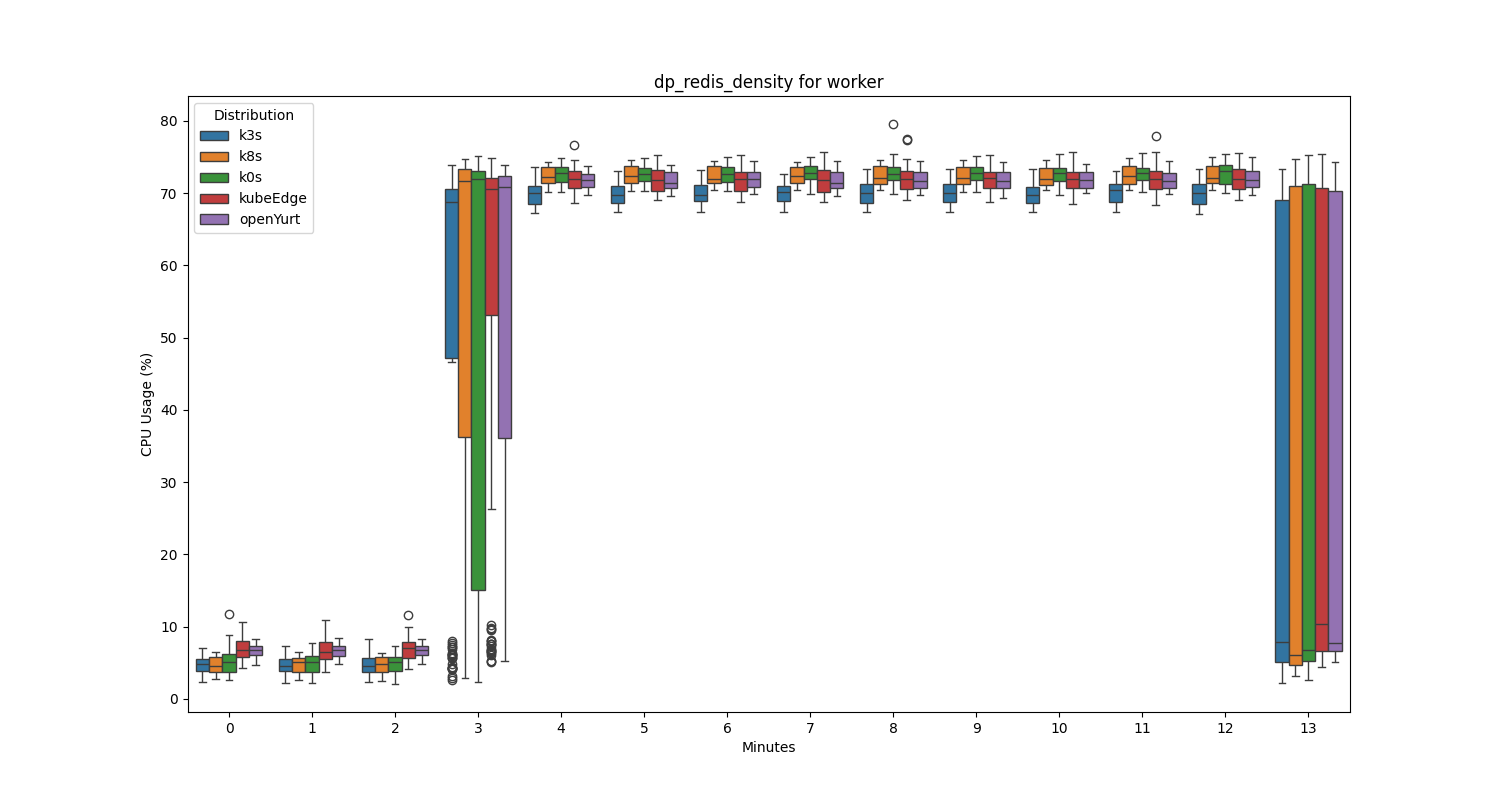 dp_redis_density for worker
Distribution
k3s
k8s
k0s
kubeEdge
openYurt
CPU Usage (%)
80
70
60
50
40
30
20
10
0
0 1 2 3 4 5 6 7 8 9 10 11 12 13
Minutes